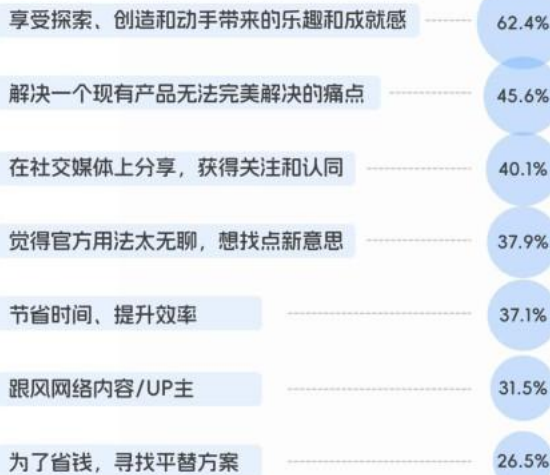 享受探索、创造和动手带来的乐趣和成就感 62.4%
解决一个现有产品无法完美解决的痛点 45.6%
在社交媒体上分享，获得关注和认同 40.1%
觉得官方用法太无聊，想找点新意思 37.9%
节省时间、提升效率 37.1%
跟风网络内容/UP主 31.5%
为了省钱，寻找平替方案 26.5%